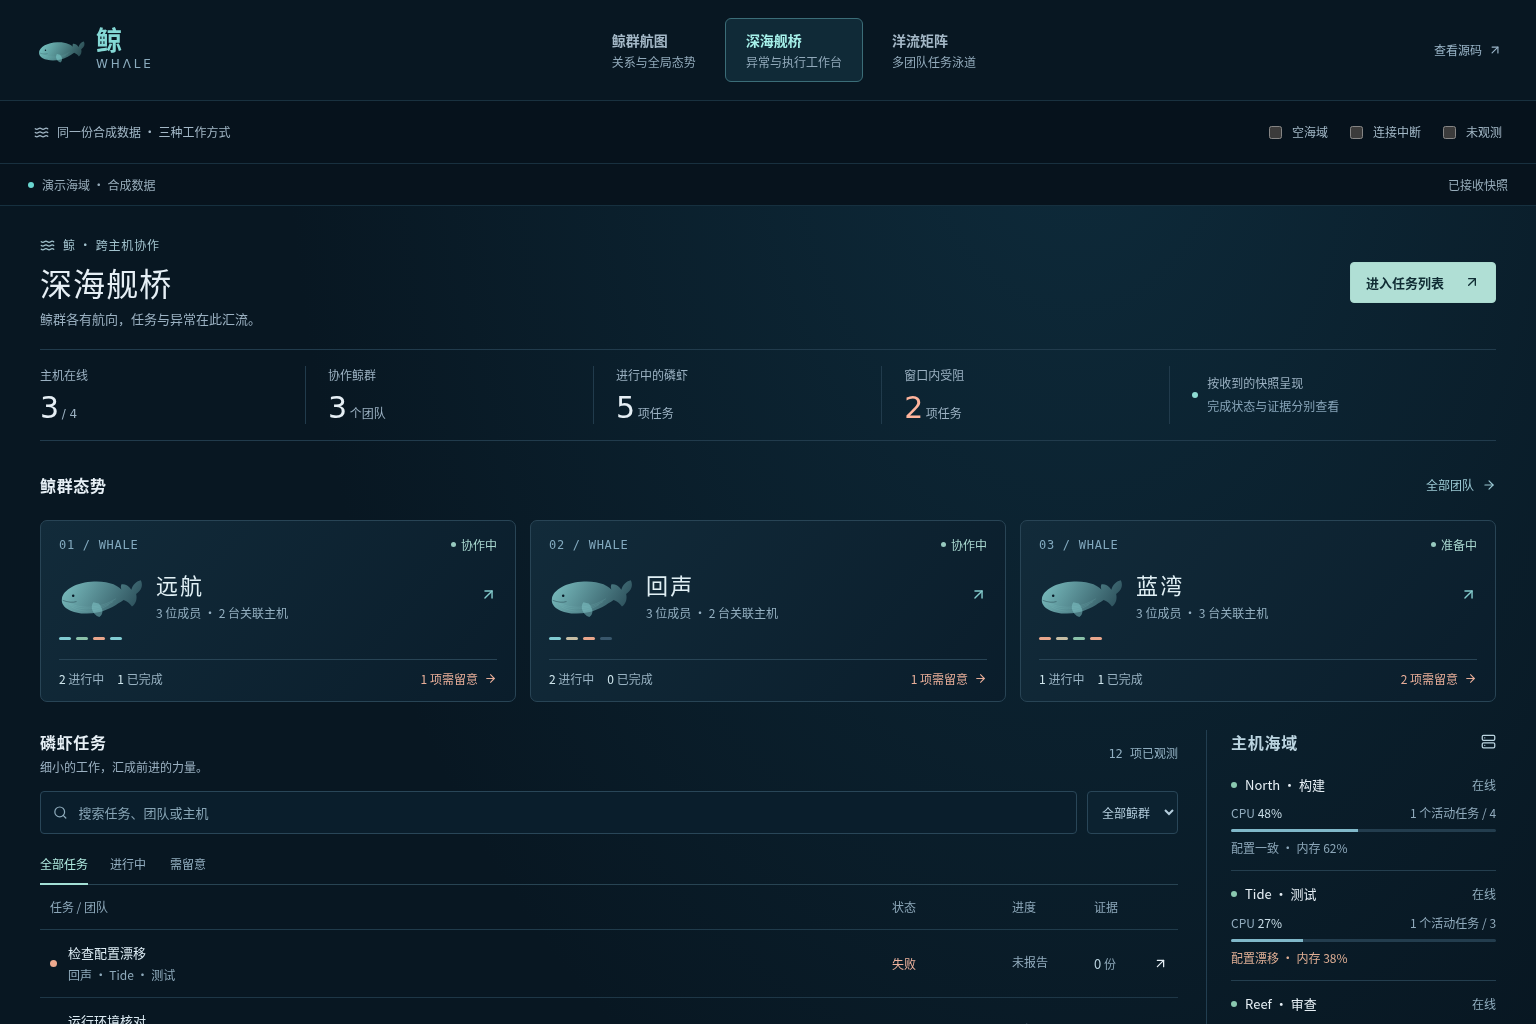 鲸
WHALE
鲸群航图
关系与全局态势
深海舰桥
异常与执行工作台
洋流矩阵
多团队任务泳道
查看源码
同一份合成数据 · 三种工作方式
空海域
连接中断
未观测
演示海域 · 合成数据
已接收快照
鲸 · 跨主机协作
深海舰桥
鲸群各有航向，任务与异常在此汇流。
进入任务列表
主机在线
3 / 4
协作鲸群
3 个团队
进行中的磷虾
5 项任务
窗口内受阻
2 项任务
按收到的快照呈现
完成状态与证据分别查看
鲸群态势
全部团队
01 / WHALE
协作中
远航
3 位成员 · 2 台关联主机
2 进行中 1 已完成
1 项需留意
02 / WHALE
协作中
回声
3 位成员 · 2 台关联主机
2 进行中 0 已完成
1 项需留意
03 / WHALE
准备中
蓝湾
3 位成员 · 3 台关联主机
1 进行中 1 已完成
2 项需留意
磷虾任务
细小的工作，汇成前进的力量。
12 项已观测
搜索任务、团队或主机
全部鲸群
全部任务
进行中
需留意
任务 / 团队
状态
进度
证据
检查配置漂移
回声 · Tide · 测试
失败
未报告
0 份
运行环境核对
主机海域
North · 构建
在线
CPU 48%
1 个活动任务 / 4
配置一致 · 内存 62%
Tide · 测试
在线
CPU 27%
1 个活动任务 / 3
配置漂移 · 内存 38%
Reef · 审查
在线